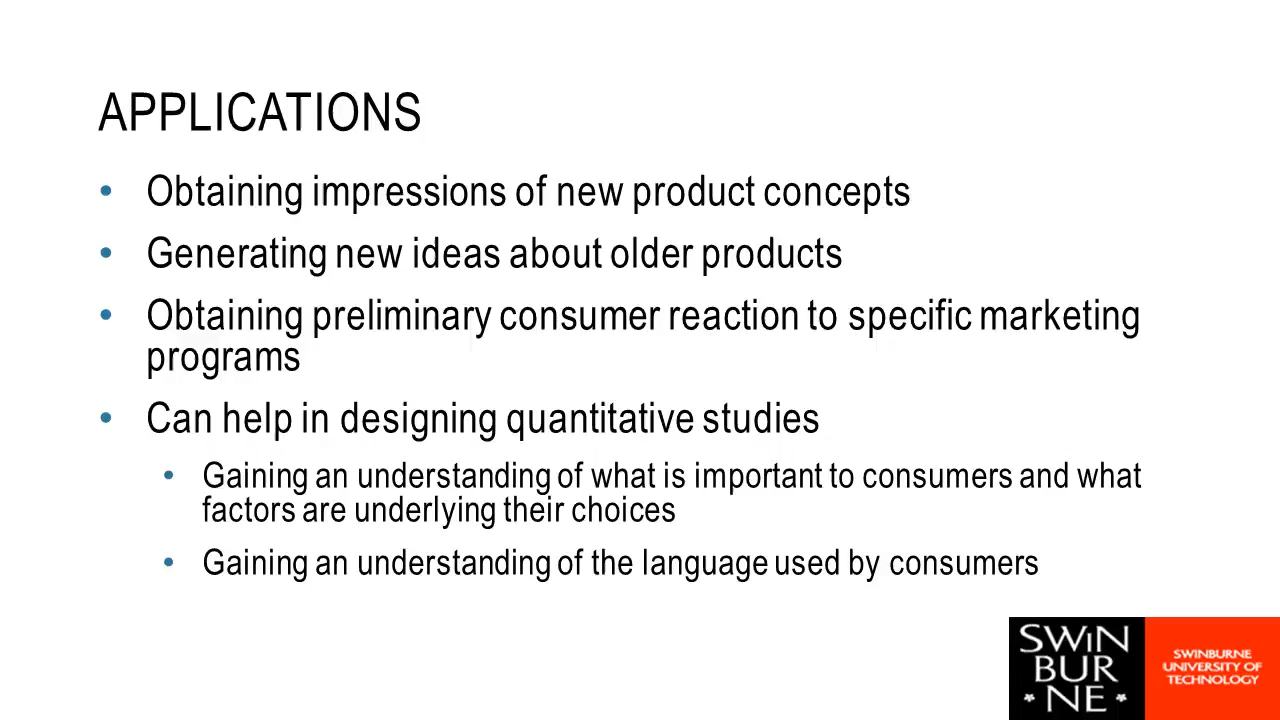 APPLICATIONS
• Obtaining impressions of new product concepts
• Generating new ideas about older products
• Obtaining preliminary consumer reaction to specific marketing
programs
• Can help in designing quantitative studies
• Gaining an understanding of what is important to consumers and what
factors are underlying their choices
• Gaining an understanding of the language used by consumers
SWIN
BUR
* NE *
SWINBURNE
UNIVERSITY OF
TECHNOLOGY